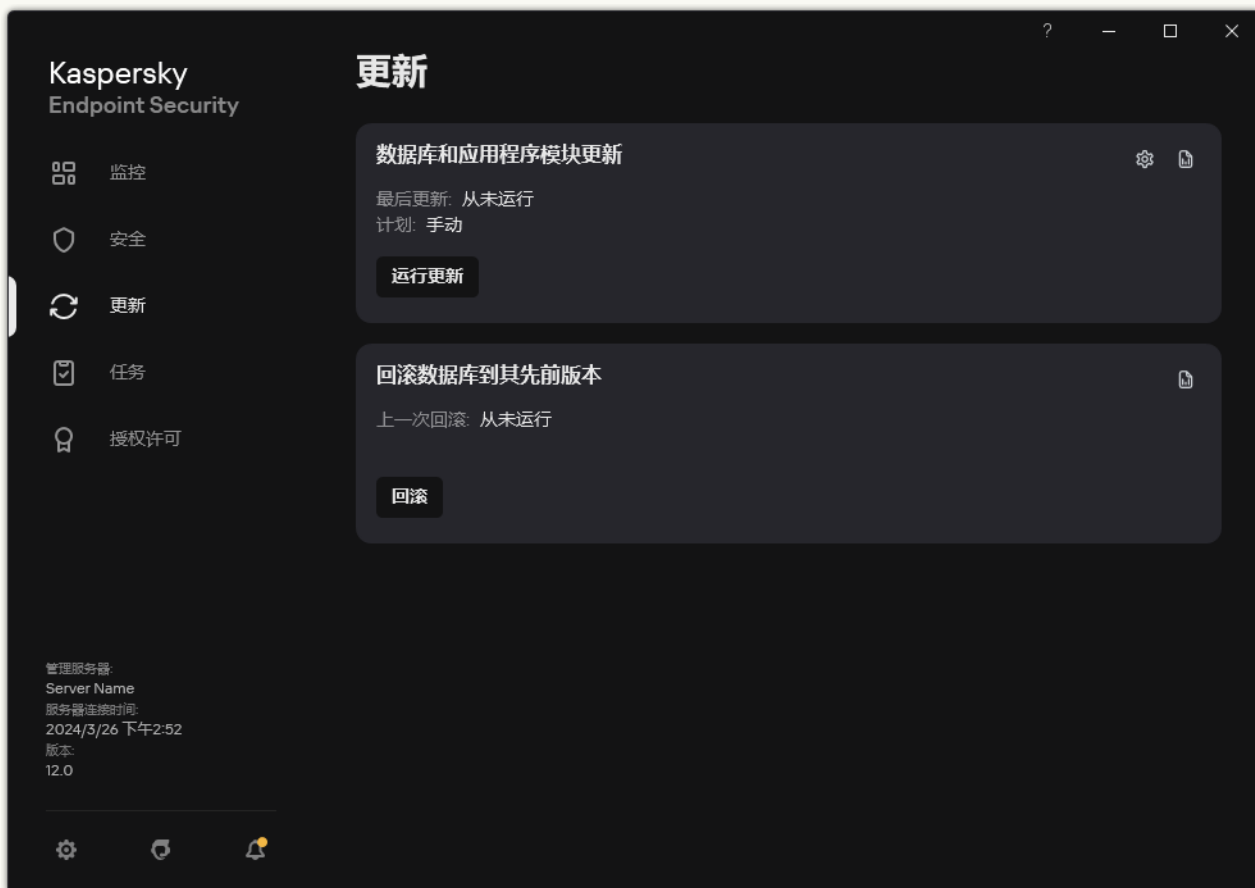 ?
Kaspersky
Endpoint Security
监控
安全
更新
任务
授权许可
管理服务器:
Server Name
服务器连接时间:
2024/3/26 下午2:52
版本:
12.0
更新
数据库和应用程序模块更新
最后更新: 从未运行
计划: 手动
运行更新
回滚数据库到其先前版本
上一次回滚: 从未运行
回滚